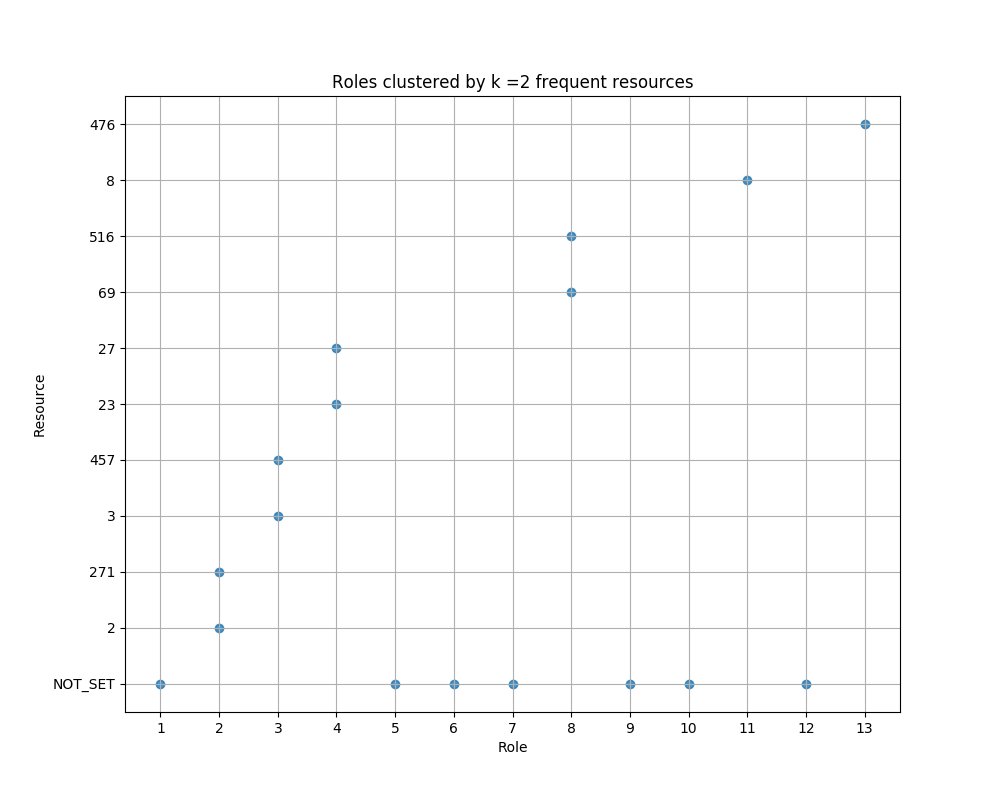 Roles clustered by k =2 frequent resources
476
8
516
69
27
23
457
3
271
2
NOT_SET
Resource
1 2 3 4 5 6 7 8 9 10 11 12 13
Role